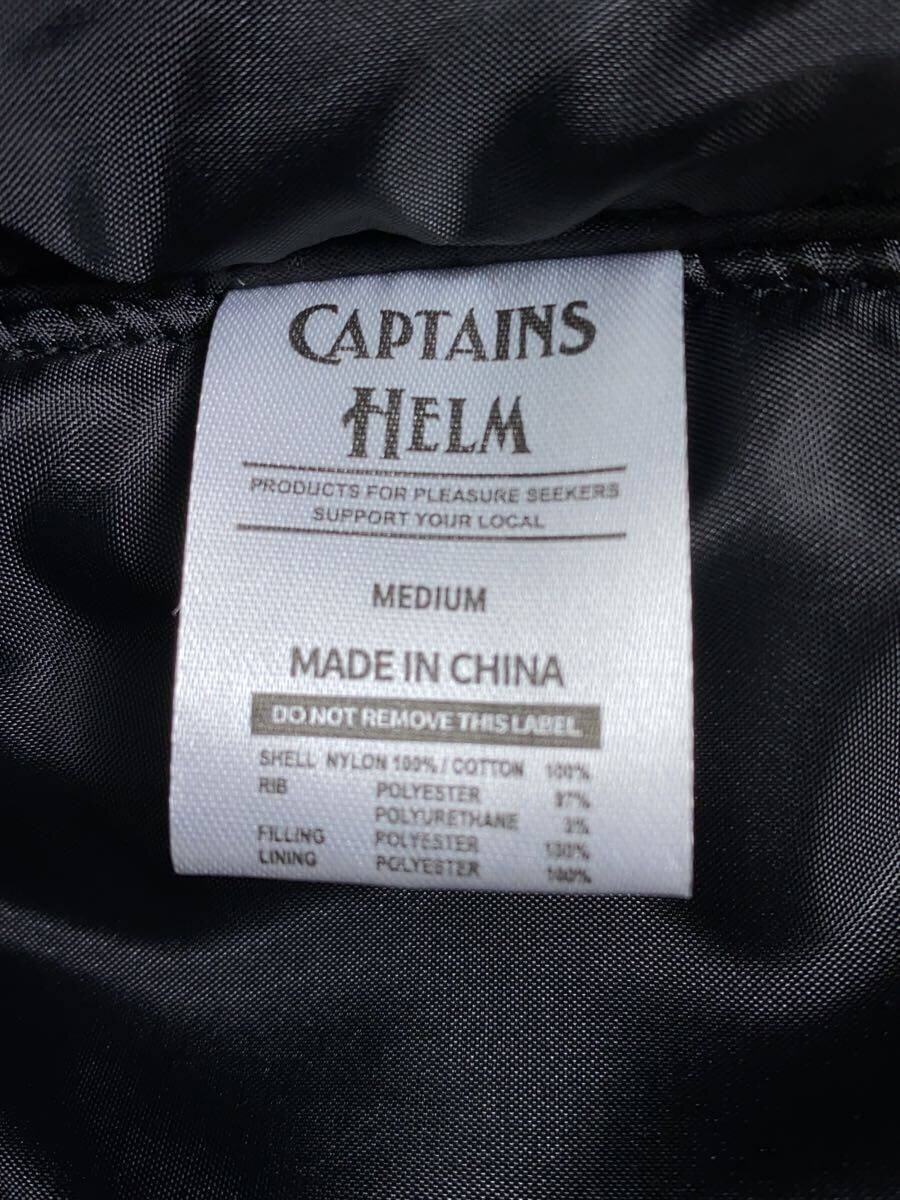 CAPTAINS
HELM
PRODUCTS FOR PLEASURE SEEKERS
SUPPORT YOUR LOCAL
MEDIUM
MADE IN CHINA
DO NOT REMOVE THIS LABEL
SHELL NYLON 100% / COTTON 100%
RIB POLYESTER 97%
POLYURETHANE 3%
FILLING POLYESTER 100%
LINING POLYESTER 100%